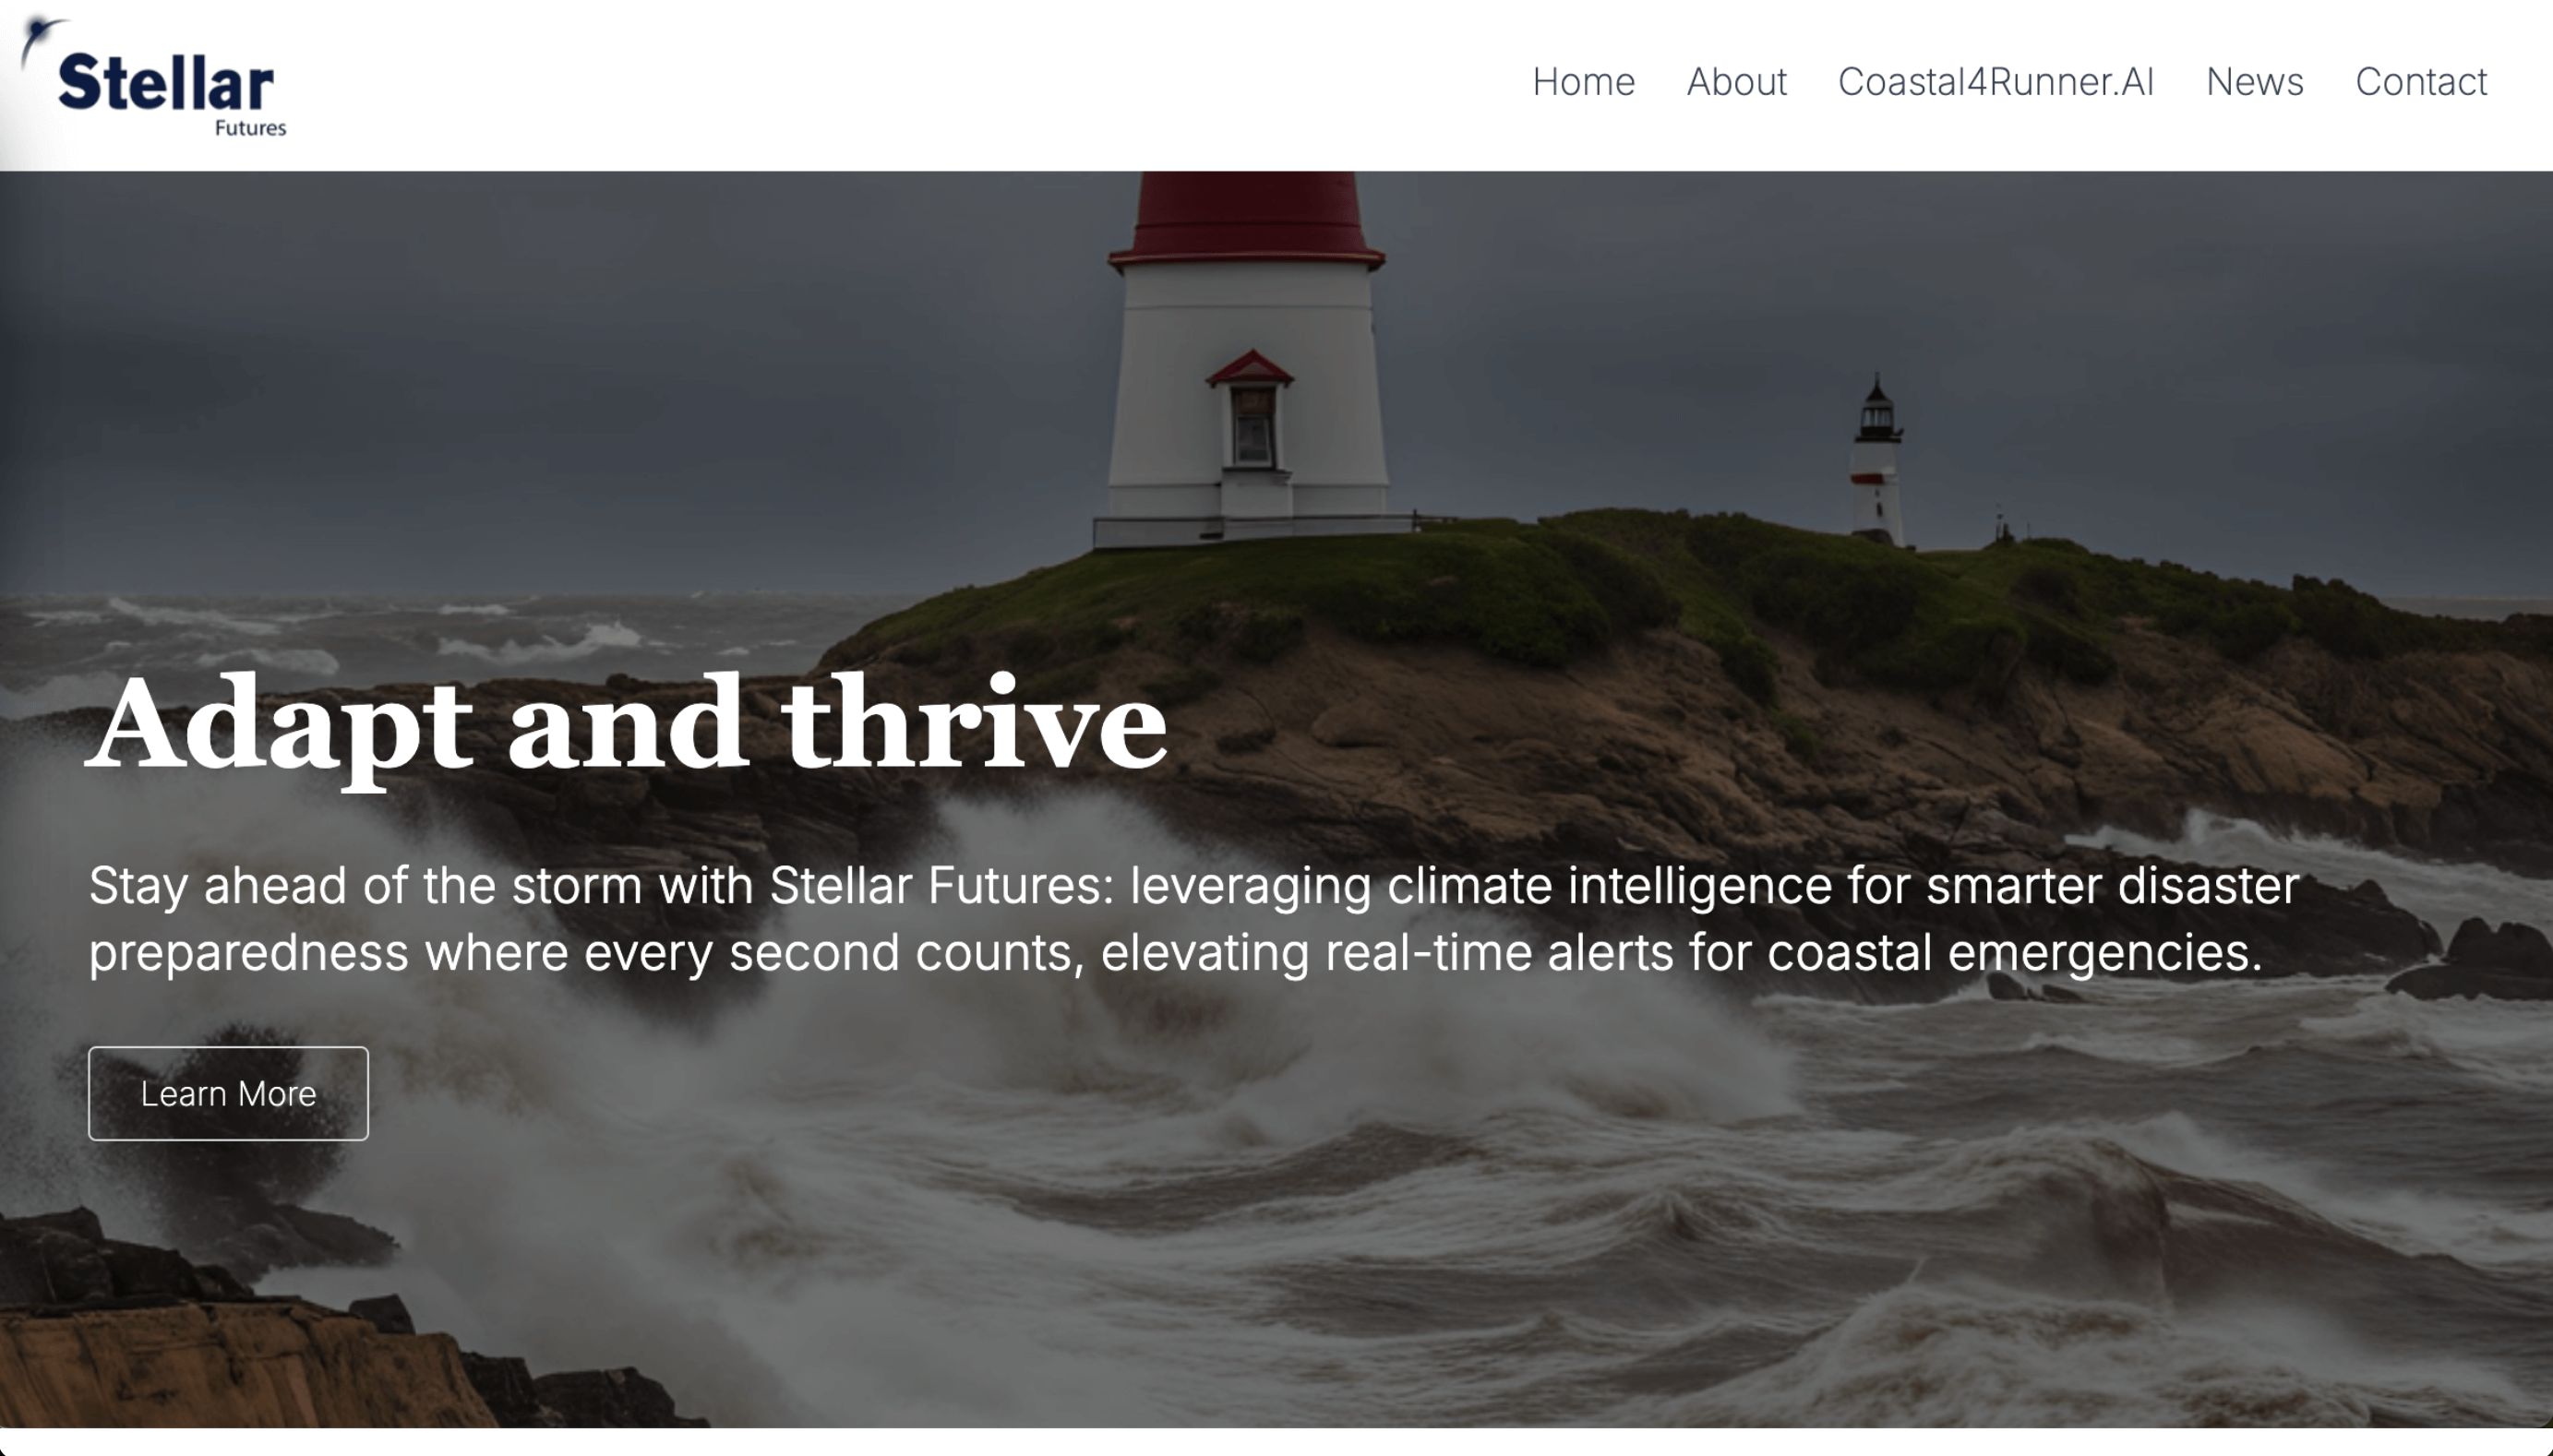 Stellar
Futures
Home About Coastal4Runner.AI News Contact
Adapt and thrive
Stay ahead of the storm with Stellar Futures: leveraging climate intelligence for smarter disaster
preparedness where every second counts, elevating real-time alerts for coastal emergencies.
Learn More